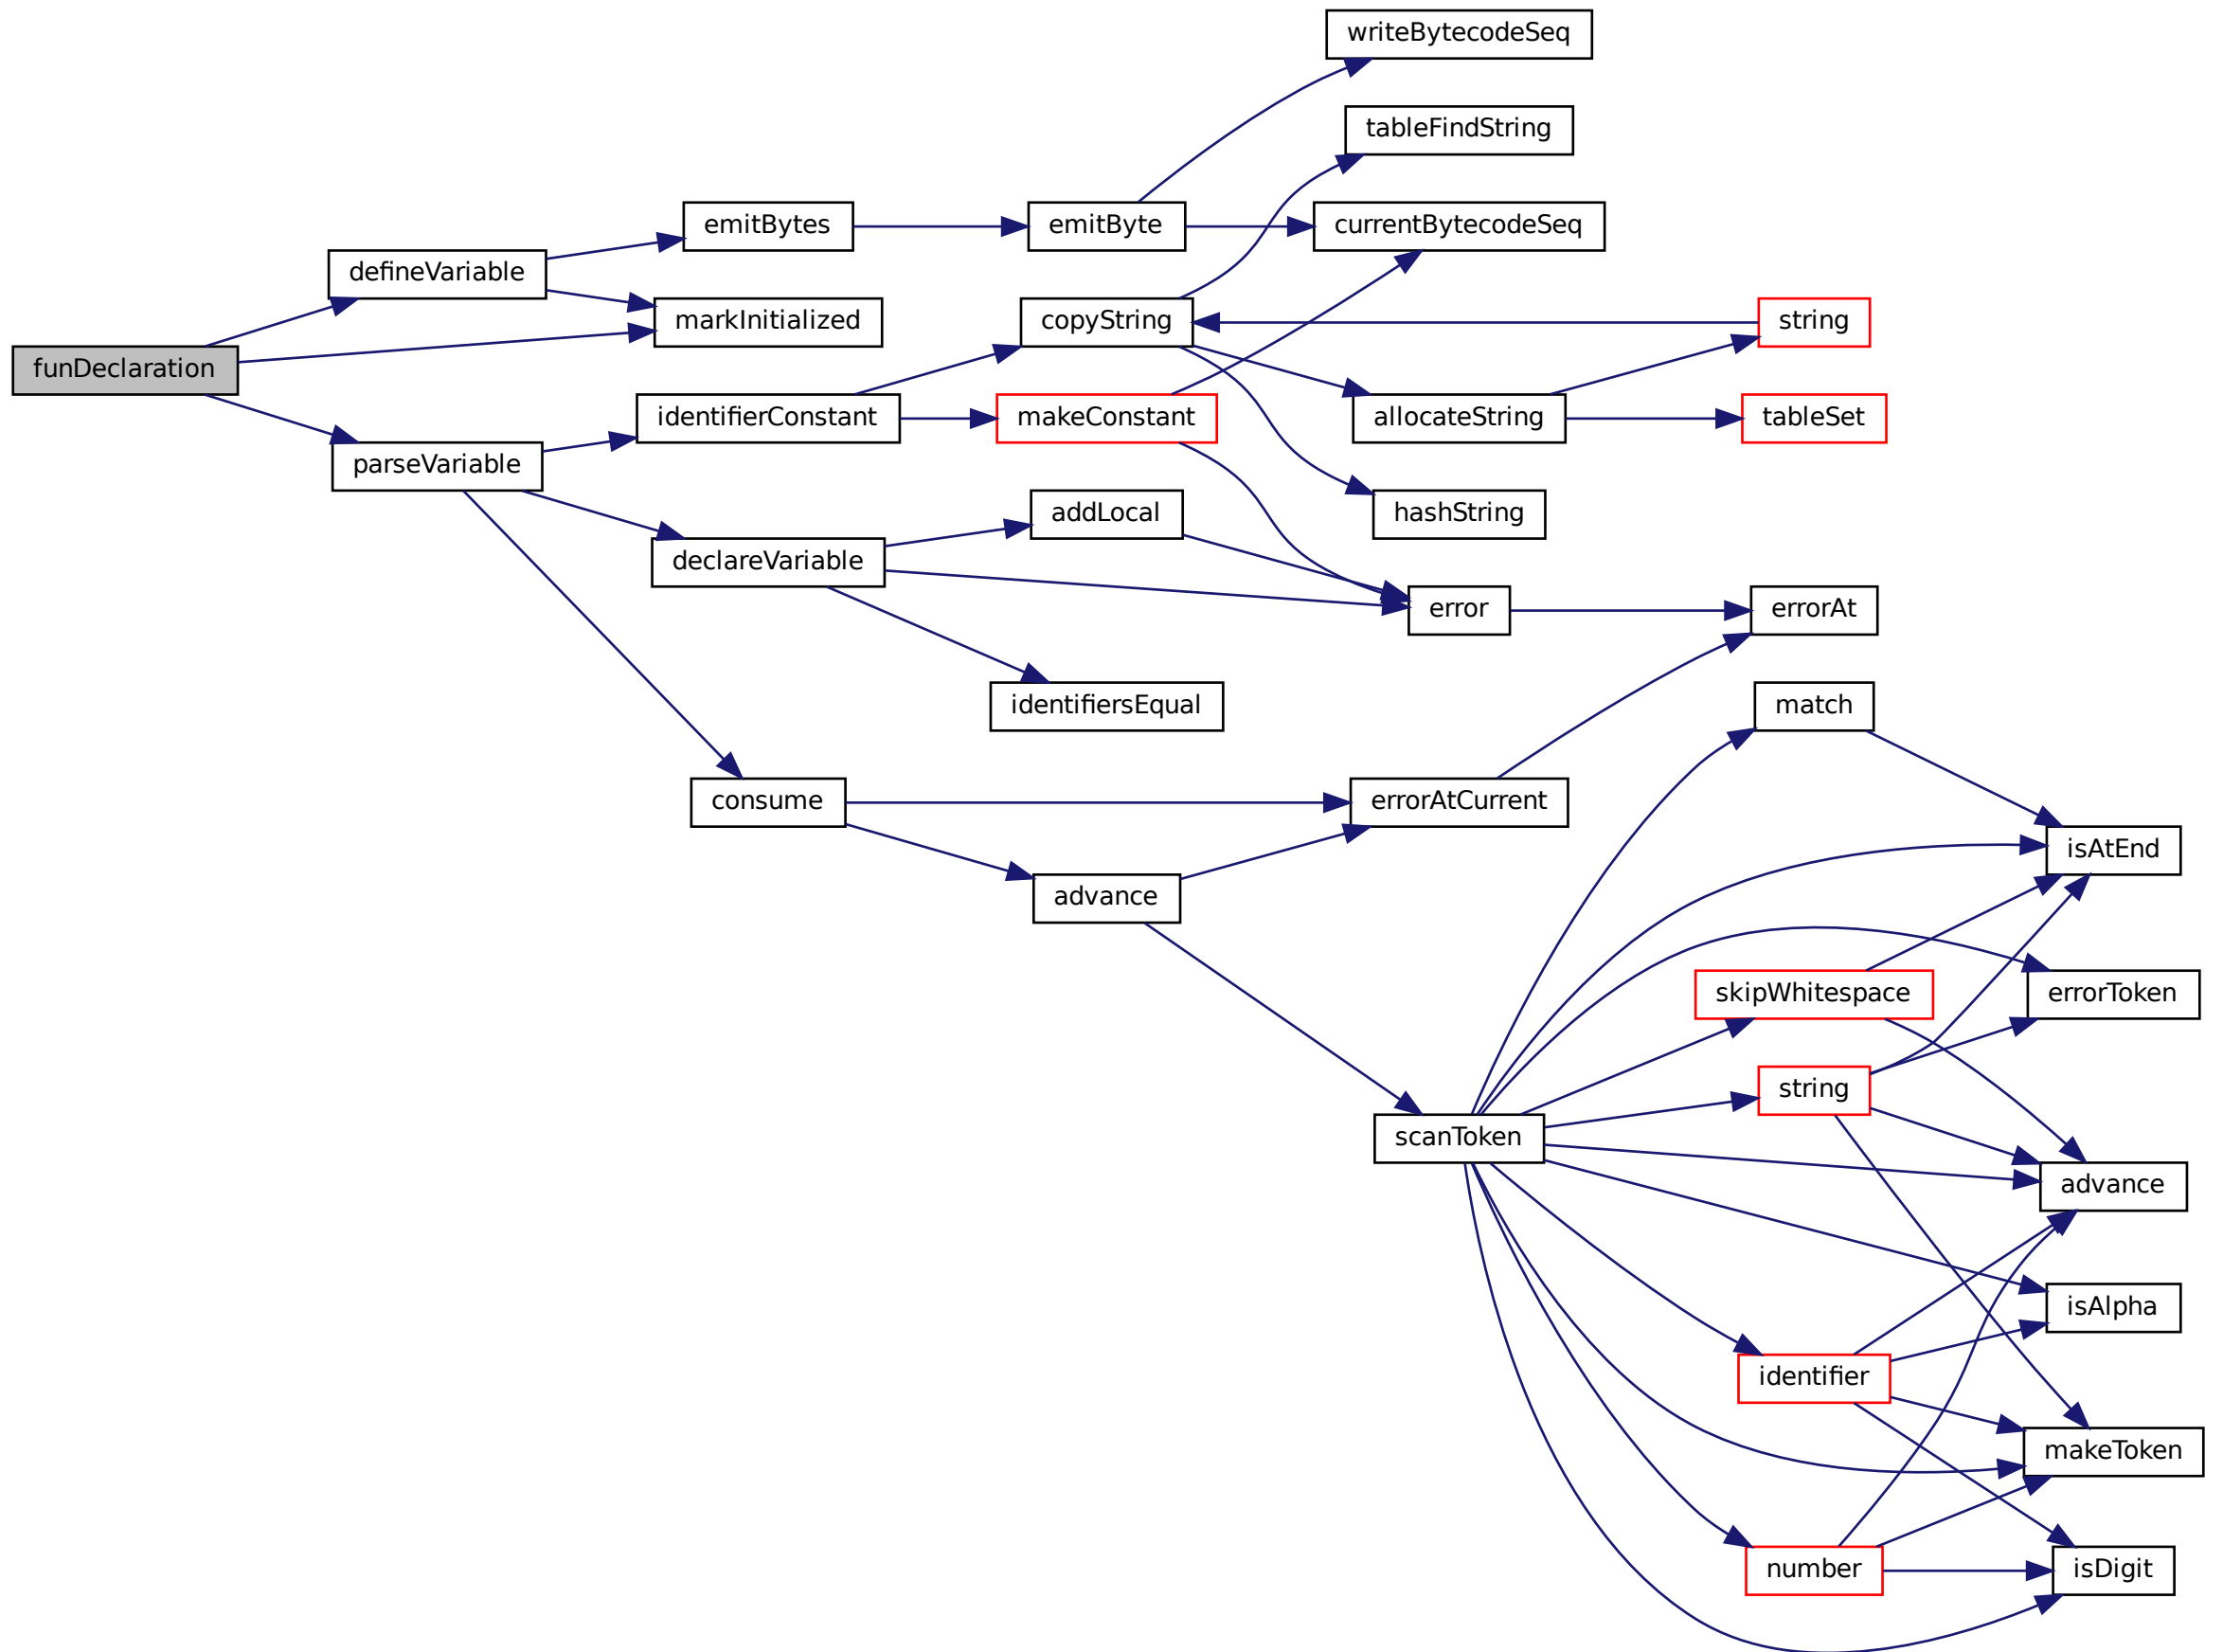 writeBytecodeSeq
tableFindString
emitBytes
emitByte
currentBytecodeSeq
defineVariable
markInitialized
copyString
string
funDeclaration
identifierConstant
makeConstant
allocateString
tableSet
parseVariable
addLocal
hashString
declareVariable
error
errorAt
identifiersEqual
match
consume
errorAtCurrent
isAtEnd
advance
skipWhitespace
errorToken
string
scanToken
advance
isAlpha
identifier
makeToken
number
isDigit